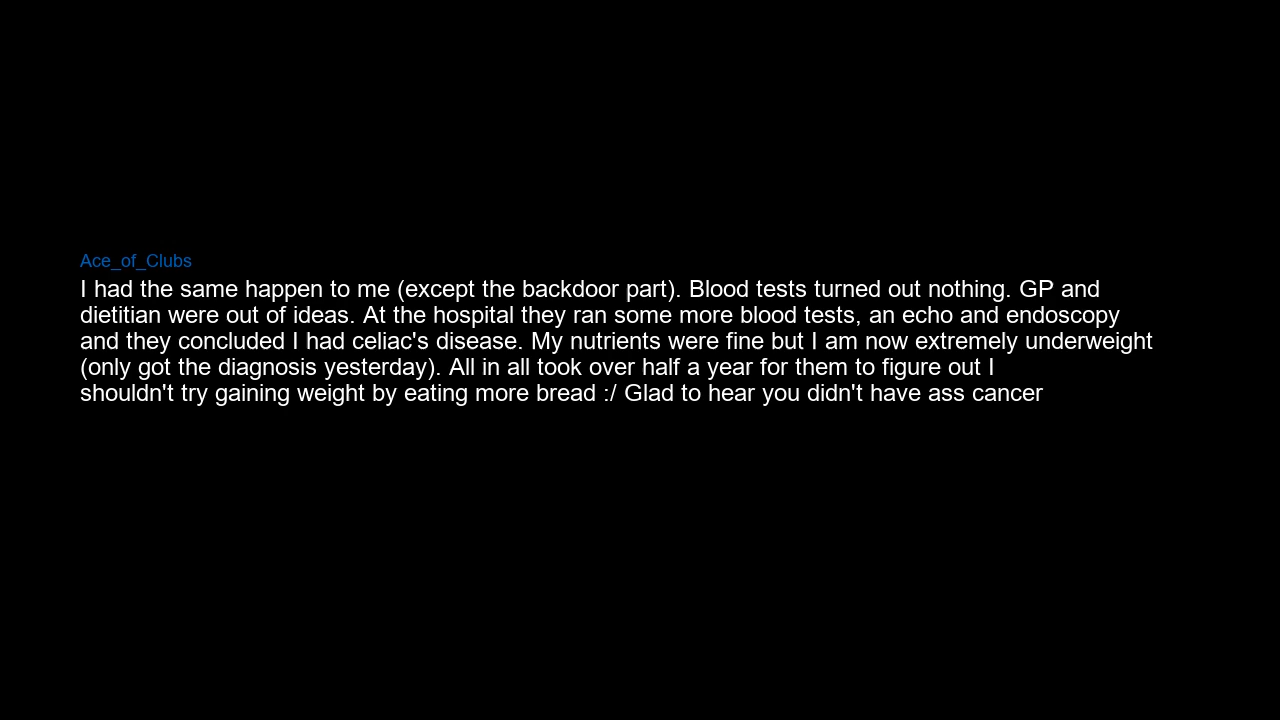 Ace_of_Clubs
I had the same happen to me (except the backdoor part). Blood tests turned out nothing. GP and
dietitian were out of ideas. At the hospital they ran some more blood tests, an echo and endoscopy
and they concluded I had celiac's disease. My nutrients were fine but I am now extremely underweight
(only got the diagnosis yesterday). All in all took over half a year for them to figure out I
shouldn't try gaining weight by eating more bread :/ Glad to hear you didn't have ass cancer